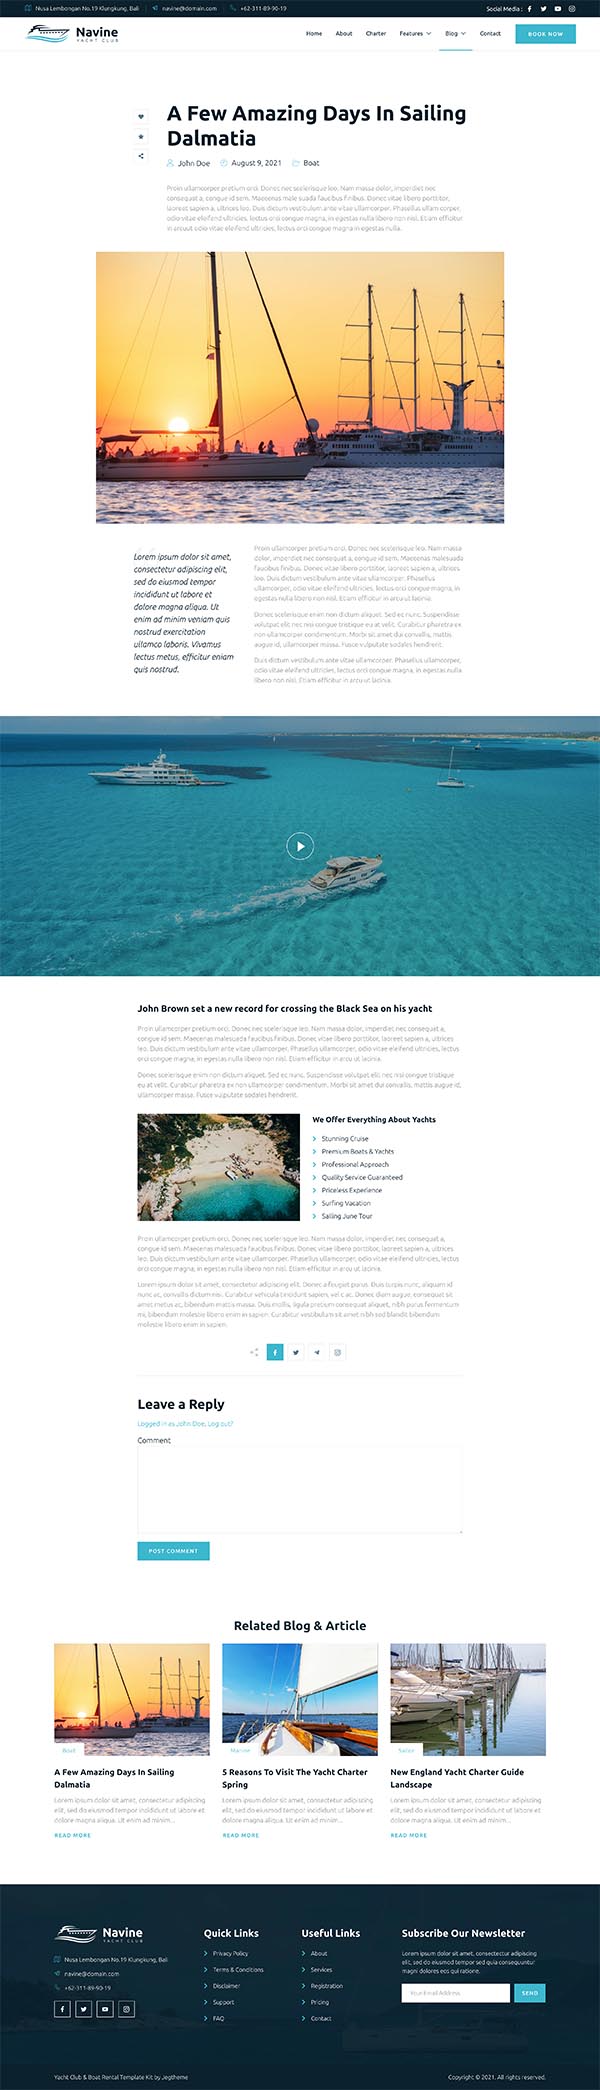 Nusa Lembongan No.19 Klungkung, Bali navine@domain.com +62-311-89-90-19 Social Media :
Navine
YACHT CLUB
Home About Charter Features Blog Contact BOOK NOW
A Few Amazing Days In Sailing
Dalmatia
John Doe August 9, 2021 Boat
Proin ullamcorper pretium orci. Donec nec scelerisque leo. Nam massa dolor, imperdiet nec
consequat a, congue id sem. Maecenas male suada faucibus finibus. Donec vitae libero porttitor,
laoreet sapien a, ultrices leo. Duis dictum vestibulum ante vitae ullamcorper. Phasellus ullam corper,
odio vitae eleifend ultricies, lectus orci congue magna, in egestas nulla libero non nisl. Etiam efficitur
in arcuut odio vitae eleifend ultricies, lectus orci congue magna in egestas nulla.
Lorem ipsum dolor sit amet,
consectetur adipiscing elit,
sed do eiusmod tempor
incididunt ut labore et
dolore magna aliqua. Ut
enim ad minim veniam quis
nostrud exercitation
ullamco laboris. Vivamus
lectus metus, efficitur eniam
quis nostrud.
Proin ullamcorper pretium orci. Donec nec scelerisque leo. Nam massa
dolor, imperdiet nec consequat a, congue id sem. Maecenas malesuada
faucibus finibus. Donec vitae libero porttitor, laoreet sapien a, ultrices
leo. Duis dictum vestibulum ante vitae ullamcorper. Phasellus
ullamcorper, odio vitae eleifend ultricies, lectus orci congue magna, in
egestas nulla libero non nisl. Etiam efficitur in arcu ut lacinia.
Donec scelerisque enim non dictum aliquet. Sed ec nunc. Suspendisse
volutpat elit nec nisi congue tristique eu at velit. Curabitur pharetra ex
non ullamcorper condimentum. Morbi sit amet dui convallis, mattis
augue id, ullamcorper massa. Fusce vulputate sodales hendrerit.
Duis dictum vestibulum ante vitae ullamcorper. Phasellus ullamcorper,
odio vitae eleifend ultricies, lectus orci congue magna, in egestas nulla
libero non nisl. Etiam efficitur in arcu ut lacinia.
John Brown set a new record for crossing the Black Sea on his yacht
Proin ullamcorper pretium orci. Donec nec scelerisque leo. Nam massa dolor, imperdiet nec consequat a,
congue id sem. Maecenas malesuada faucibus finibus. Donec vitae libero porttitor, laoreet sapien a, ultrices
leo. Duis dictum vestibulum ante vitae ullamcorper. Phasellus ullamcorper, odio vitae eleifend ultricies, lectus
orci congue magna, in egestas nulla libero non nisl. Etiam efficitur in arcu ut lacinia.
Donec scelerisque enim non dictum aliquet. Sed ec nunc. Suspendisse volutpat elit nec nisi congue tristique
eu at velit. Curabitur pharetra ex non ullamcorper condimentum. Morbi sit amet dui convallis, mattis augue id,
ullamcorper massa. Fusce vulputate sodales hendrerit.
We Offer Everything About Yachts
Stunning Cruise
Premium Boats & Yachts
Professional Approach
Quality Service Guaranteed
Priceless Experience
Surfing Vacation
Sailing June Tour
Proin ullamcorper pretium orci. Donec nec scelerisque leo. Nam massa dolor, imperdiet nec consequat a,
congue id sem. Maecenas malesuada faucibus finibus. Donec vitae libero porttitor, laoreet sapien a, ultrices
leo. Duis dictum vestibulum ante vitae ullamcorper. Phasellus ullamcorper, odio vitae eleifend ultricies, lectus
orci congue magna, in egestas nulla libero non nisl. Etiam efficitur in arcu ut lacinia.
Lorem ipsum dolor sit amet, consectetur adipiscing elit. Donec a feugiat purus. Duis turpis nunc, aliquam id
nunc ac, convallis dictum nisi. Curabitur vehicula tincidunt sapien, vel c ac. Donec diam augue, consequat sit
amet metus ac, bibendum mattis massa. Duis mollis, ligula pretium consequat aliquet, nibh purus fermentum
mi, bibendum molestie libero enim in sapien. Curabitur vestibulum sit amet nibh sed blandit bibendum
molestie libero enim in sapien.
Leave a Reply
Logged in as John Doe. Log out?
Comment
POST COMMENT
Related Blog & Article
Boat
A Few Amazing Days In Sailing
Dalmatia
Lorem ipsum dolor sit amet, consectetur adipiscing
elit, sed do eiusmod tempor incididunt ut labore et
dolore magna aliqua. Ut enim ad minim...
READ MORE
Marine
5 Reasons To Visit The Yacht Charter
Spring
Lorem ipsum dolor sit amet, consectetur adipiscing
elit, sed do eiusmod tempor incididunt ut labore et
dolore magna aliqua. Ut enim ad minim...
READ MORE
Sailor
New England Yacht Charter Guide
Landscape
Lorem ipsum dolor sit amet, consectetur adipiscing
elit, sed do eiusmod tempor incididunt ut labore et
dolore magna aliqua. Ut enim ad minim...
READ MORE
Navine
YACHT CLUB
Nusa Lembongan No.19 Klungkung, Bali
navine@domain.com
+62-311-89-90-19
Quick Links
Privacy Policy
Terms & Conditions
Disclaimer
Support
FAQ
Useful Links
About
Services
Registration
Pricing
Contact
Subscribe Our Newsletter
Lorem ipsum dolor sit amet, consectetur adipiscing
elit eiusmod tempor sed quia consequuntur
magni dolores eos qui ratione.
Your Email Address SEND
Yacht Club & Boat Rental Template Kit by Jegtheme Copyright © 2021. All rights reserved.